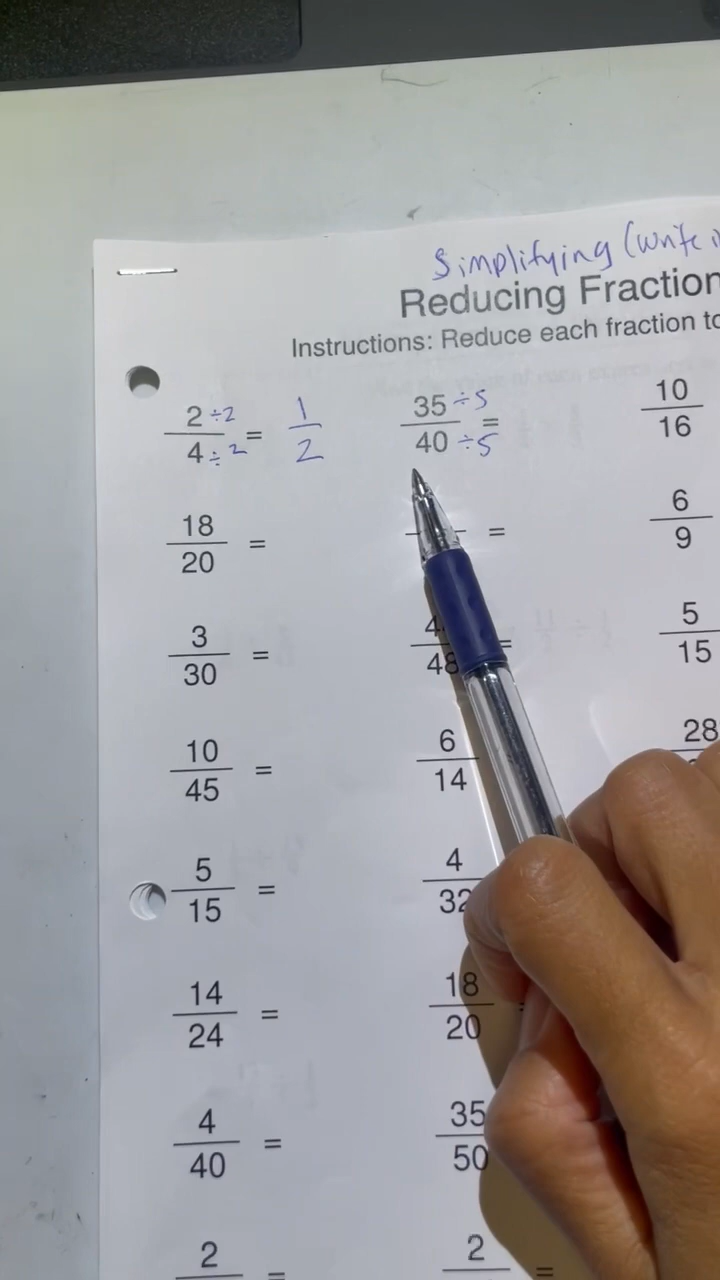 Simplifying (write
Reducing Fraction
Instructions: Reduce each fraction to
2 ÷2 / 4 ÷2 = 1/2    35 ÷5 / 40 ÷5 =    10/16
18/20 =    =    6/9
3/30 =    48 =    5/15
10/45 =    6/14    28
5/15 =    4/32
14/24 =    18/20
4/40 =    35/50
2 =    2 =